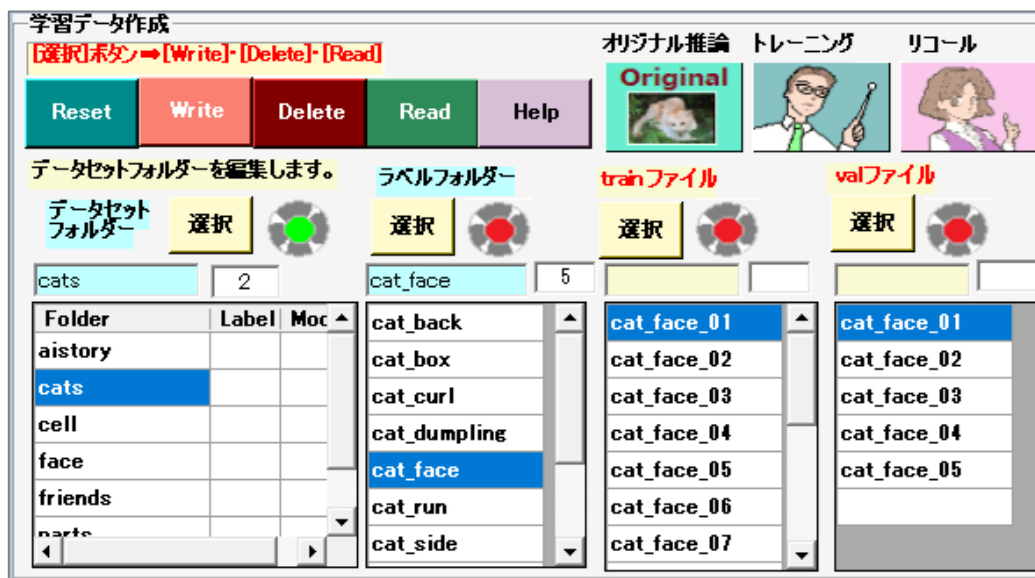 学習データ作成
[選択]ボタン➡[Write]・[Delete]・[Read]
オリジナル推論 トレーニング リコール
Original
Reset Write Delete Read Help
データセットフォルダーを編集します。
ラベルフォルダー
trainファイル
valファイル
データセット
フォルダー
選択 選択 選択 選択
cats 2 cat_face 5
Folder Label Moc
aistory
cats
cell
face
friends
parts
cat_back
cat_box
cat_curl
cat_dumpling
cat_face
cat_run
cat_side
cat_face_01
cat_face_02
cat_face_03
cat_face_04
cat_face_05
cat_face_06
cat_face_07
cat_face_01
cat_face_02
cat_face_03
cat_face_04
cat_face_05